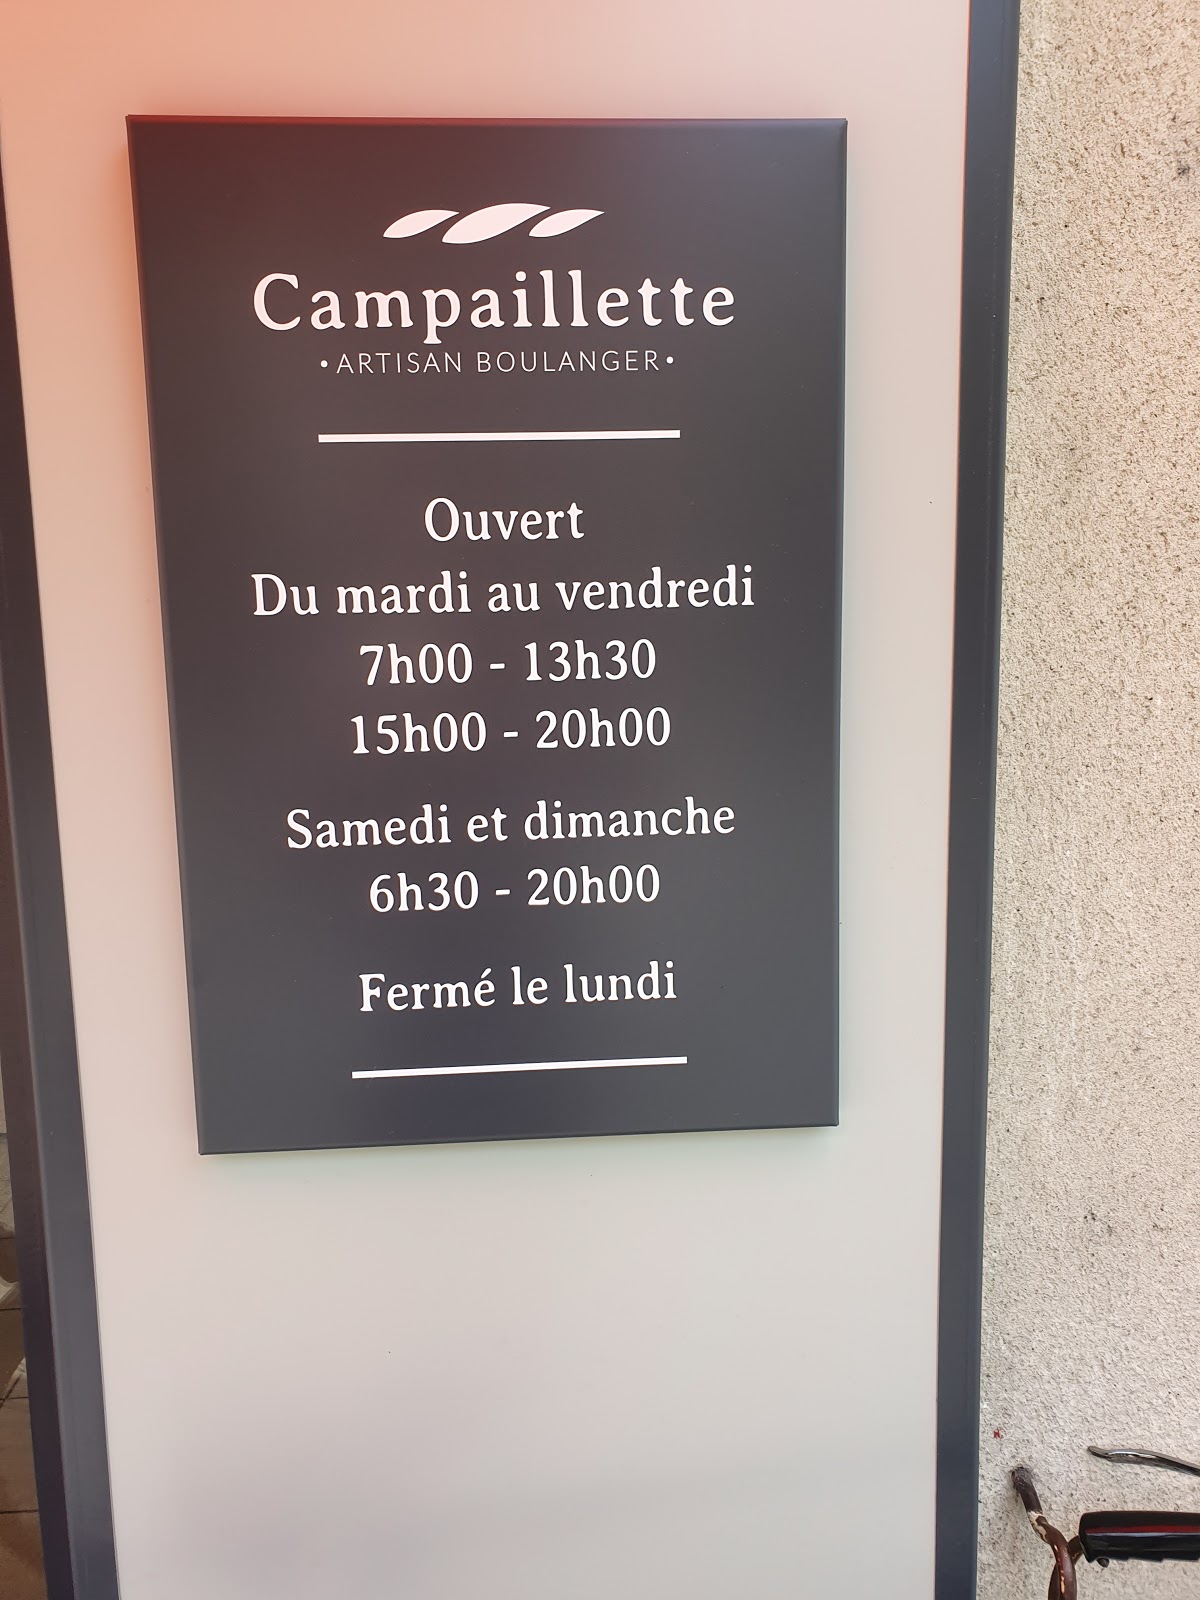 Campaillette
• ARTISAN BOULANGER •
Ouvert
Du mardi au vendredi
7h00 - 13h30
15h00 - 20h00
Samedi et dimanche
6h30 - 20h00
Fermé le lundi